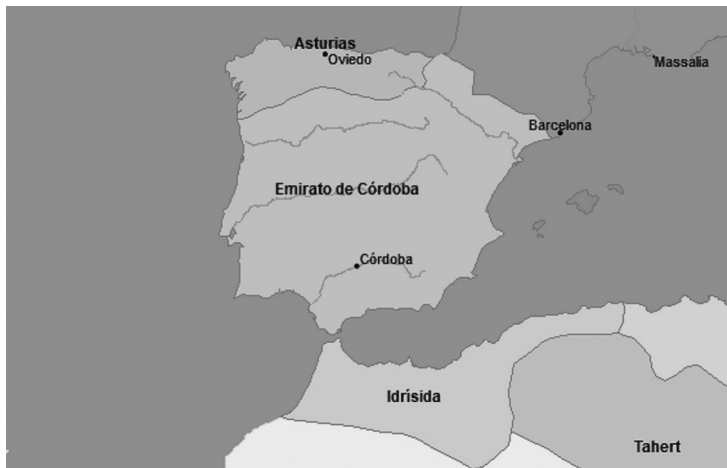 Asturias
Oviedo
Massalia
Barcelona
Emirato de Córdoba
Córdoba
Idrísida
Tahert